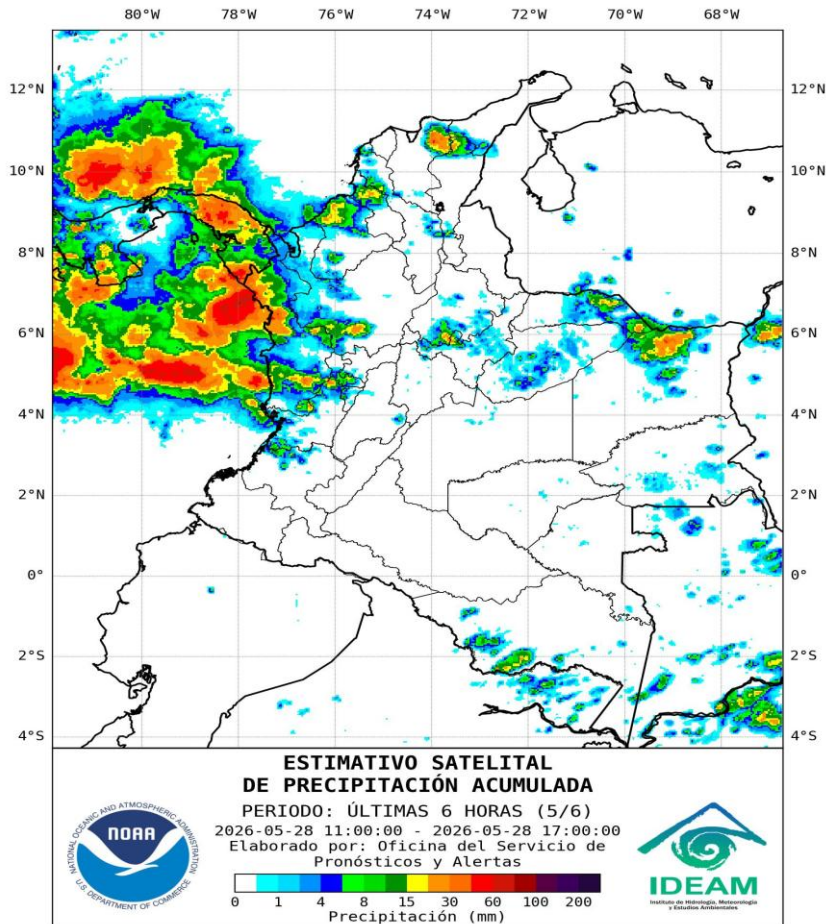 80°W 78°W 76°W 74°W 72°W 70°W 68°W
12°N 12°N
10°N 10°N
8°N 8°N
6°N 6°N
4°N 4°N
2°N 2°N
0° 0°
2°S 2°S
4°S 4°S
ESTIMATIVO SATELITAL
DE PRECIPITACIÓN ACUMULADA
PERIODO: ÚLTIMAS 6 HORAS (5/6)
2026-05-28 11:00:00 - 2026-05-28 17:00:00
Elaborado por: Oficina del Servicio de
Pronósticos y Alertas
0 1 4 8 15 30 60 100 200
Precipitación (mm)
NATIONAL OCEANIC AND ATMOSPHERIC ADMINISTRATION
NOAA
U.S. DEPARTMENT OF COMMERCE
IDEAM
Instituto de Hidrología, Meteorología
y Estudios Ambientales